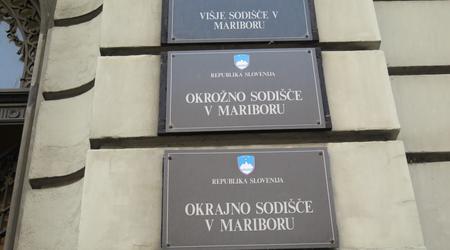 VIŠJE SODIŠČE V
MARIBORU
REPUBLIKA SLOVENIJA
OKROŽNO SODIŠČE
V MARIBORU
REPUBLIKA SLOVENIJA
OKRAJNO SODIŠČE
V MARIBORU